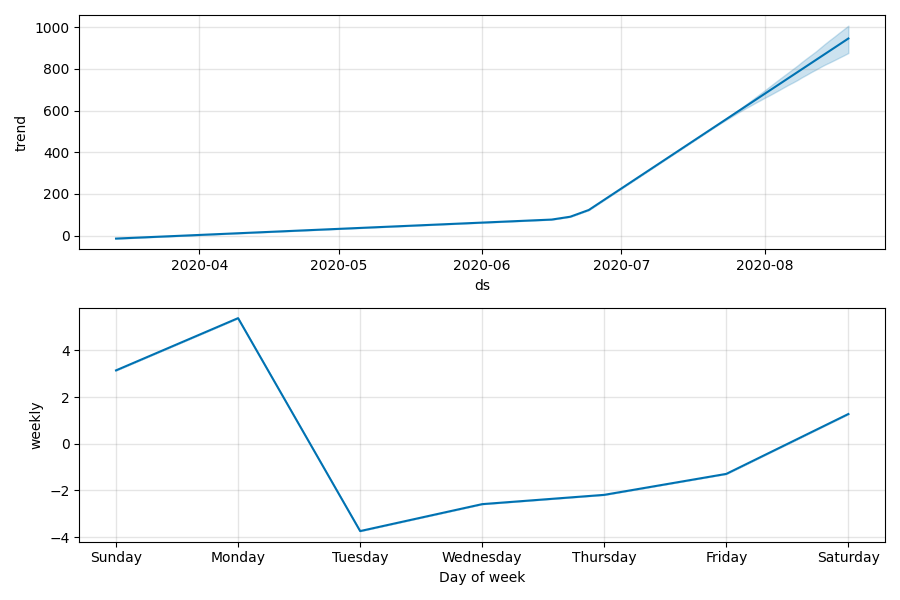 1000
800
600
400
200
0
trend
2020-04 2020-05 2020-06 2020-07 2020-08
ds
4
2
0
−2
−4
weekly
Sunday Monday Tuesday Wednesday Thursday Friday Saturday
Day of week